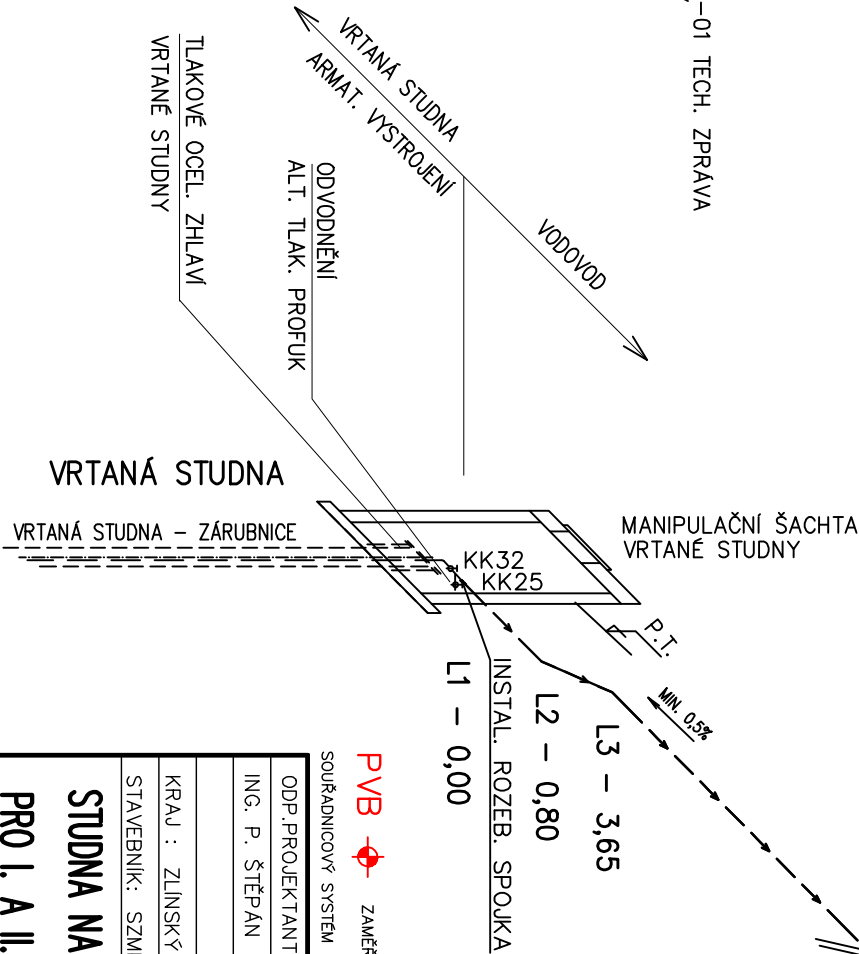 -01 TECH. ZPRÁVA
VRTANÁ STUDNA
ARMAT. VYSTROJENÍ
VODOVOD
TLAKOVÉ OCEL. ZHLAVÍ
VRTANÉ STUDNY
ODVODNĚNÍ
ALT. TLAK. PROFUK
VRTANÁ STUDNA
VRTANÁ STUDNA – ZÁRUBNICE
MANIPULAČNÍ ŠACHTA
VRTANÉ STUDNY
KK32
KK25
P.T.
MIN. 0,5%
INSTAL. ROZEB. SPOJKA
L1 – 0,00
L2 – 0,80
L3 – 3,65
PVB
ZAMĚŘ
SOUŘADNICOVÝ SYSTÉM
ODP.PROJEKTANT
ING. P. ŠTĚPÁN
KRAJ : ZLÍNSKÝ
STAVEBNÍK: SZM
STUDNA NA
PRO I. A II.